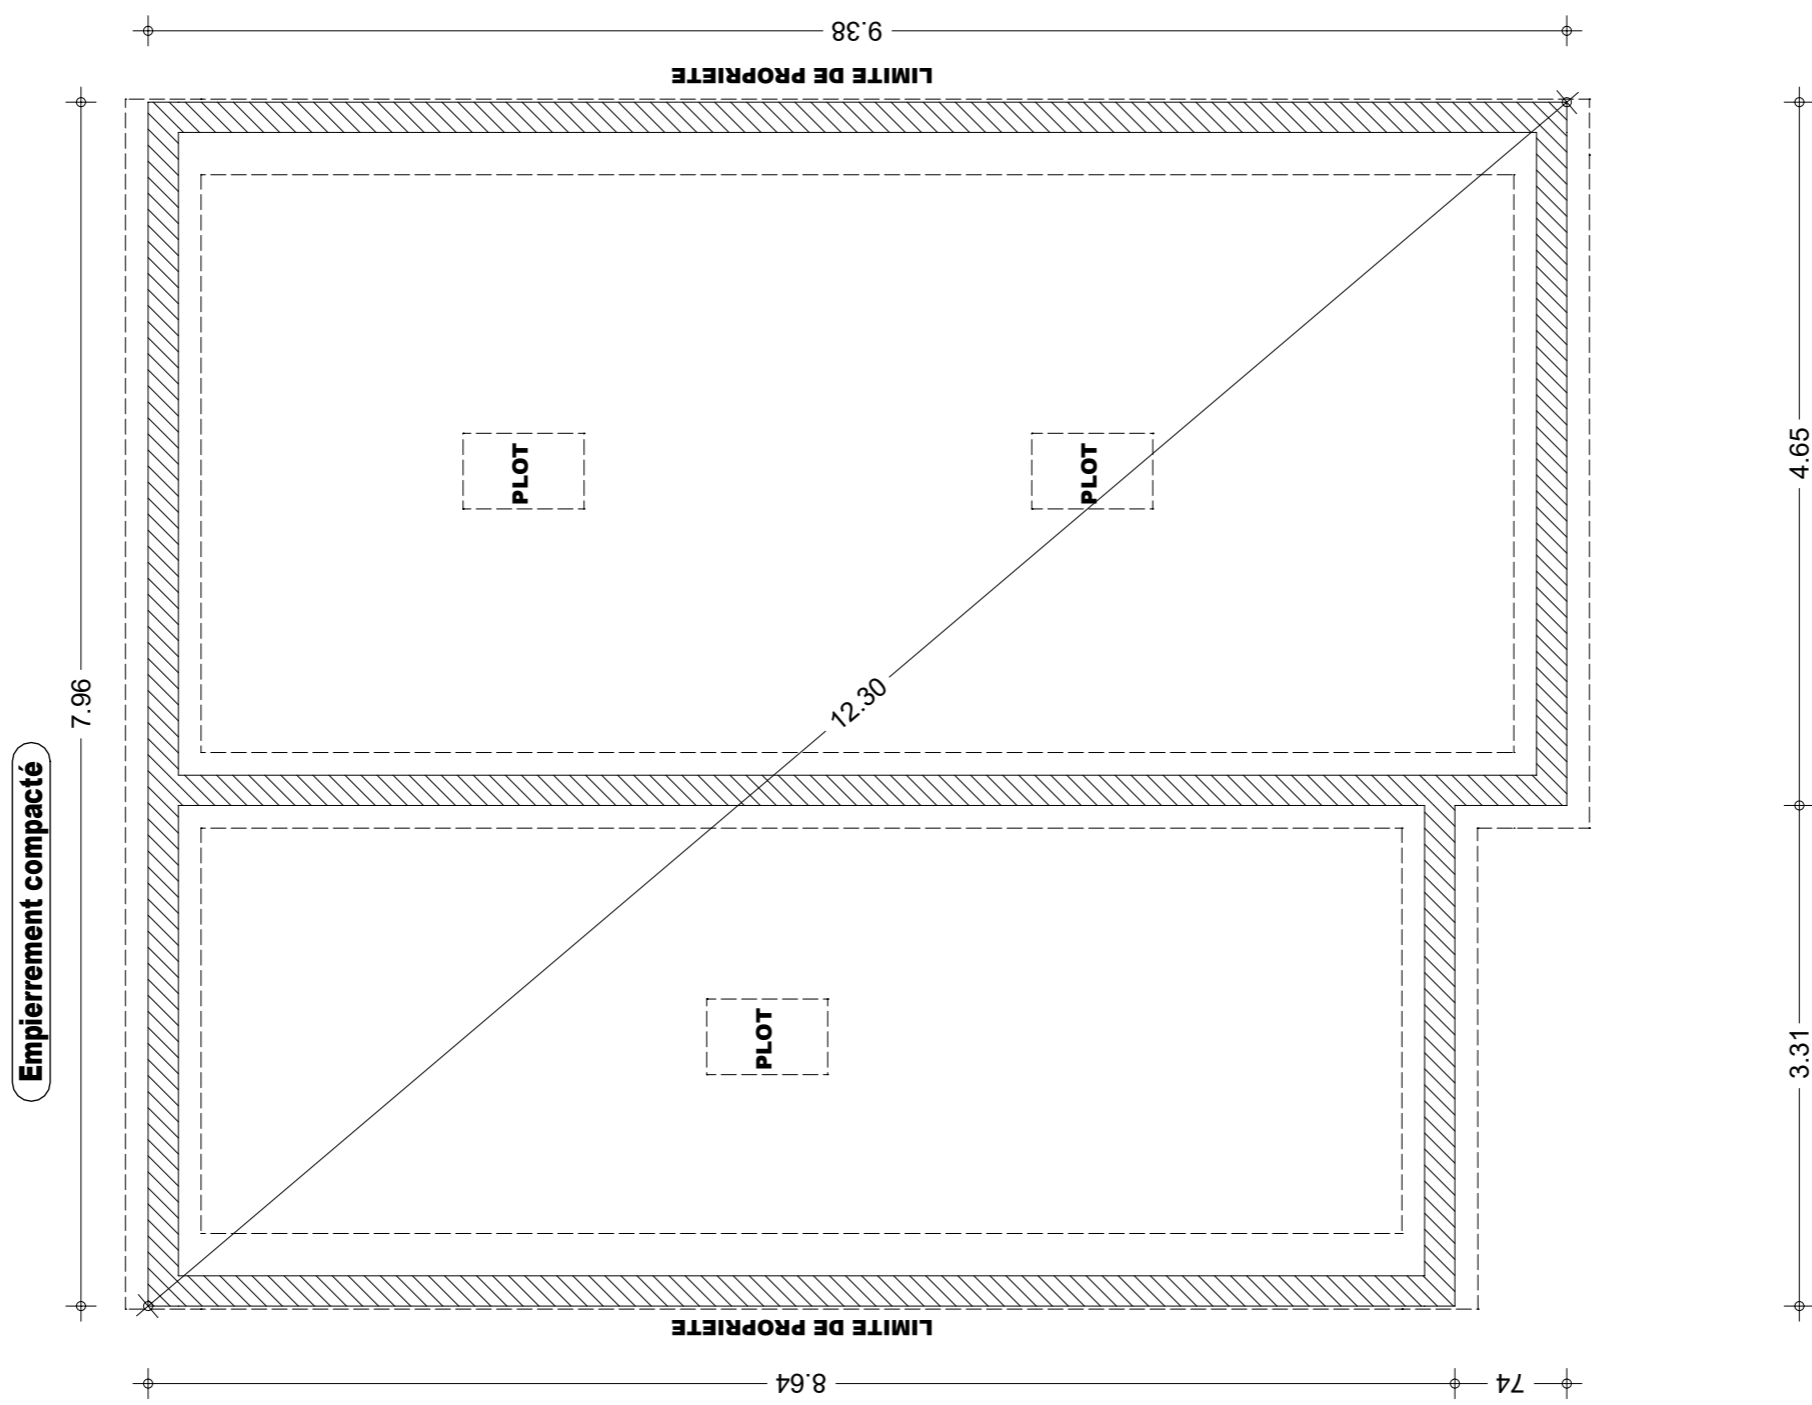 9.38
LIMITE DE PROPRIETE
7.96
Empierrement compacté
PLOT
PLOT
4.65
12.30
PLOT
3.31
LIMITE DE PROPRIETE
8.64
74